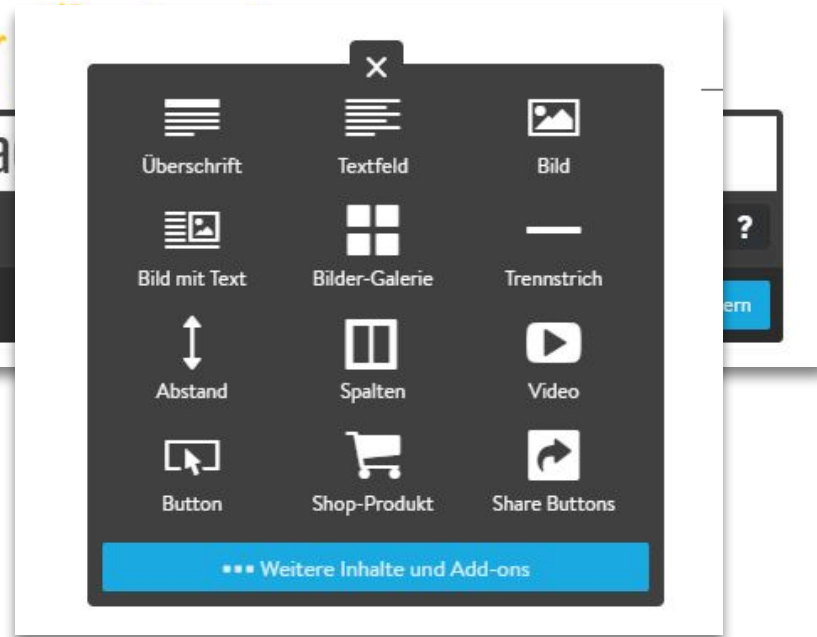 Überschrift Textfeld Bild
Bild mit Text Bilder-Galerie Trennstrich
?
Abstand Spalten Video
Button Shop-Produkt Share Buttons
Weitere Inhalte und Add-ons